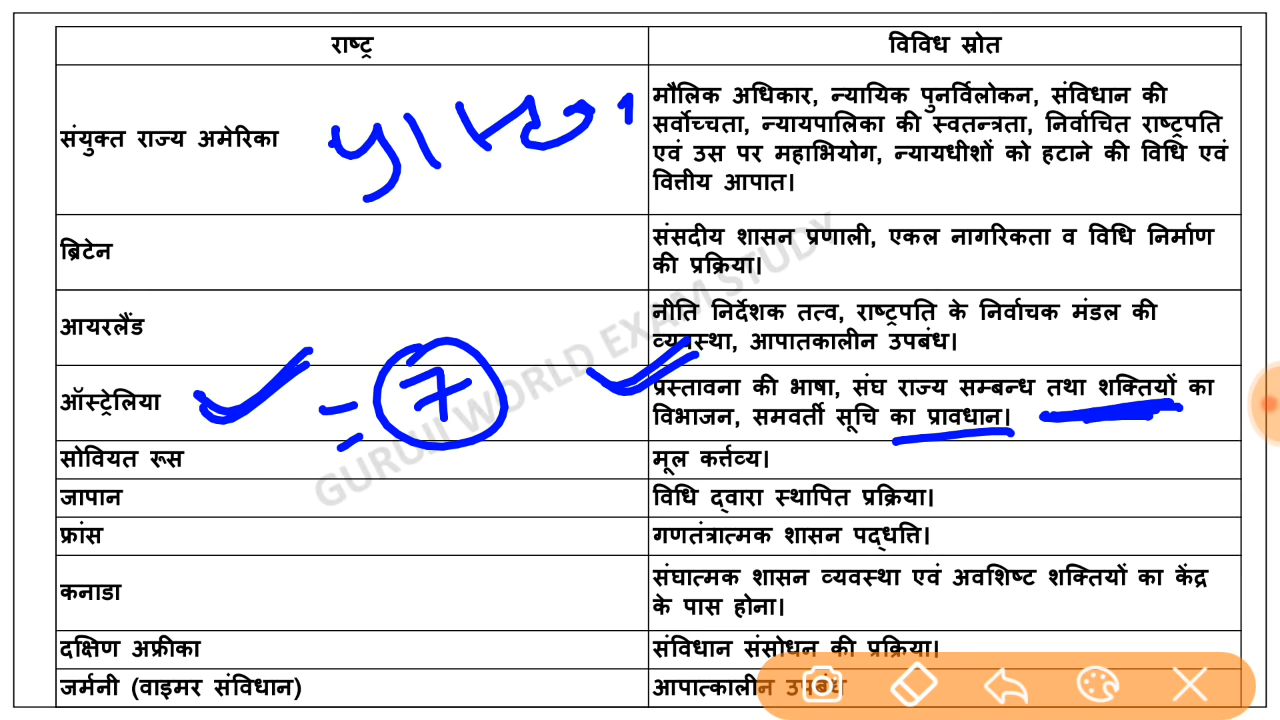 राष्ट्र
विविध स्रोत
संयुक्त राज्य अमेरिका
मौलिक अधिकार, न्यायिक पुनर्विलोकन, संविधान की
सर्वोच्चता, न्यायपालिका की स्वतन्त्रता, निर्वाचित राष्ट्रपति
एवं उस पर महाभियोग, न्यायधीशों को हटाने की विधि एवं
वित्तीय आपात।
ब्रिटेन
संसदीय शासन प्रणाली, एकल नागरिकता व विधि निर्माण
की प्रक्रिया।
आयरलैंड
नीति निर्देशक तत्व, राष्ट्रपति के निर्वाचक मंडल की
व्यवस्था, आपातकालीन उपबंध।
ऑस्ट्रेलिया
= 7
प्रस्तावना की भाषा, संघ राज्य सम्बन्ध तथा शक्तियों का
विभाजन, समवर्ती सूचि का प्रावधान।
सोवियत रूस
मूल कर्त्तव्य।
जापान
विधि द्वारा स्थापित प्रक्रिया।
फ्रांस
गणतंत्रात्मक शासन पद्धत्ति।
कनाडा
संघात्मक शासन व्यवस्था एवं अवशिष्ट शक्तियों का केंद्र
के पास होना।
दक्षिण अफ्रीका
संविधान संसोधन की प्रक्रिया।
जर्मनी (वाइमर संविधान)
आपात्कालीन उपबंध
GURUJI WORLD EXAM STUDY